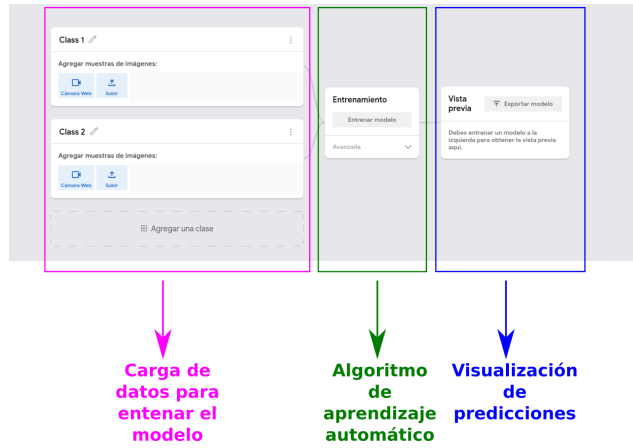 Class 1
Agregar muestras de imágenes:
Cámara Web
Subir
Class 2
Agregar muestras de imágenes:
Cámara Web
Subir
Agregar una clase
Entrenamiento
Entrenar modelo
Avanzada
Vista
previa
Exportar modelo
Debes entrenar un modelo a la
izquierda para obtener la vista previa
aquí.
Carga de
datos para
entenar el
modelo
Algoritmo
de
aprendizaje
automático
Visualización
de
predicciones